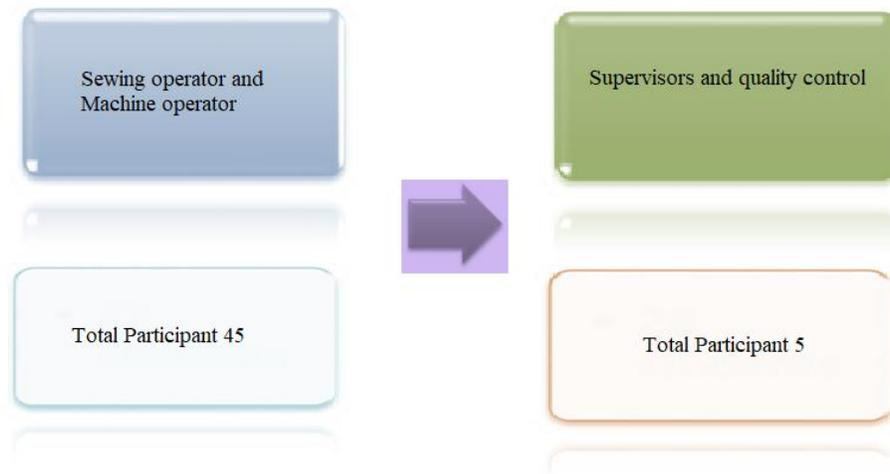 Sewing operator and
Machine operator
Supervisors and quality control
Total Participant 45
Total Participant 5